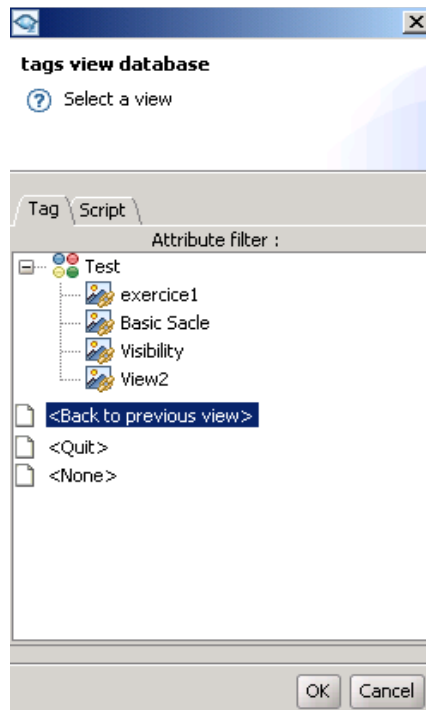 tags view database
Select a view
Tag Script
Attribute filter :
Test
exercice1
Basic Sacle
Visibility
View2
<Back to previous view>
<Quit>
<None>
OK Cancel